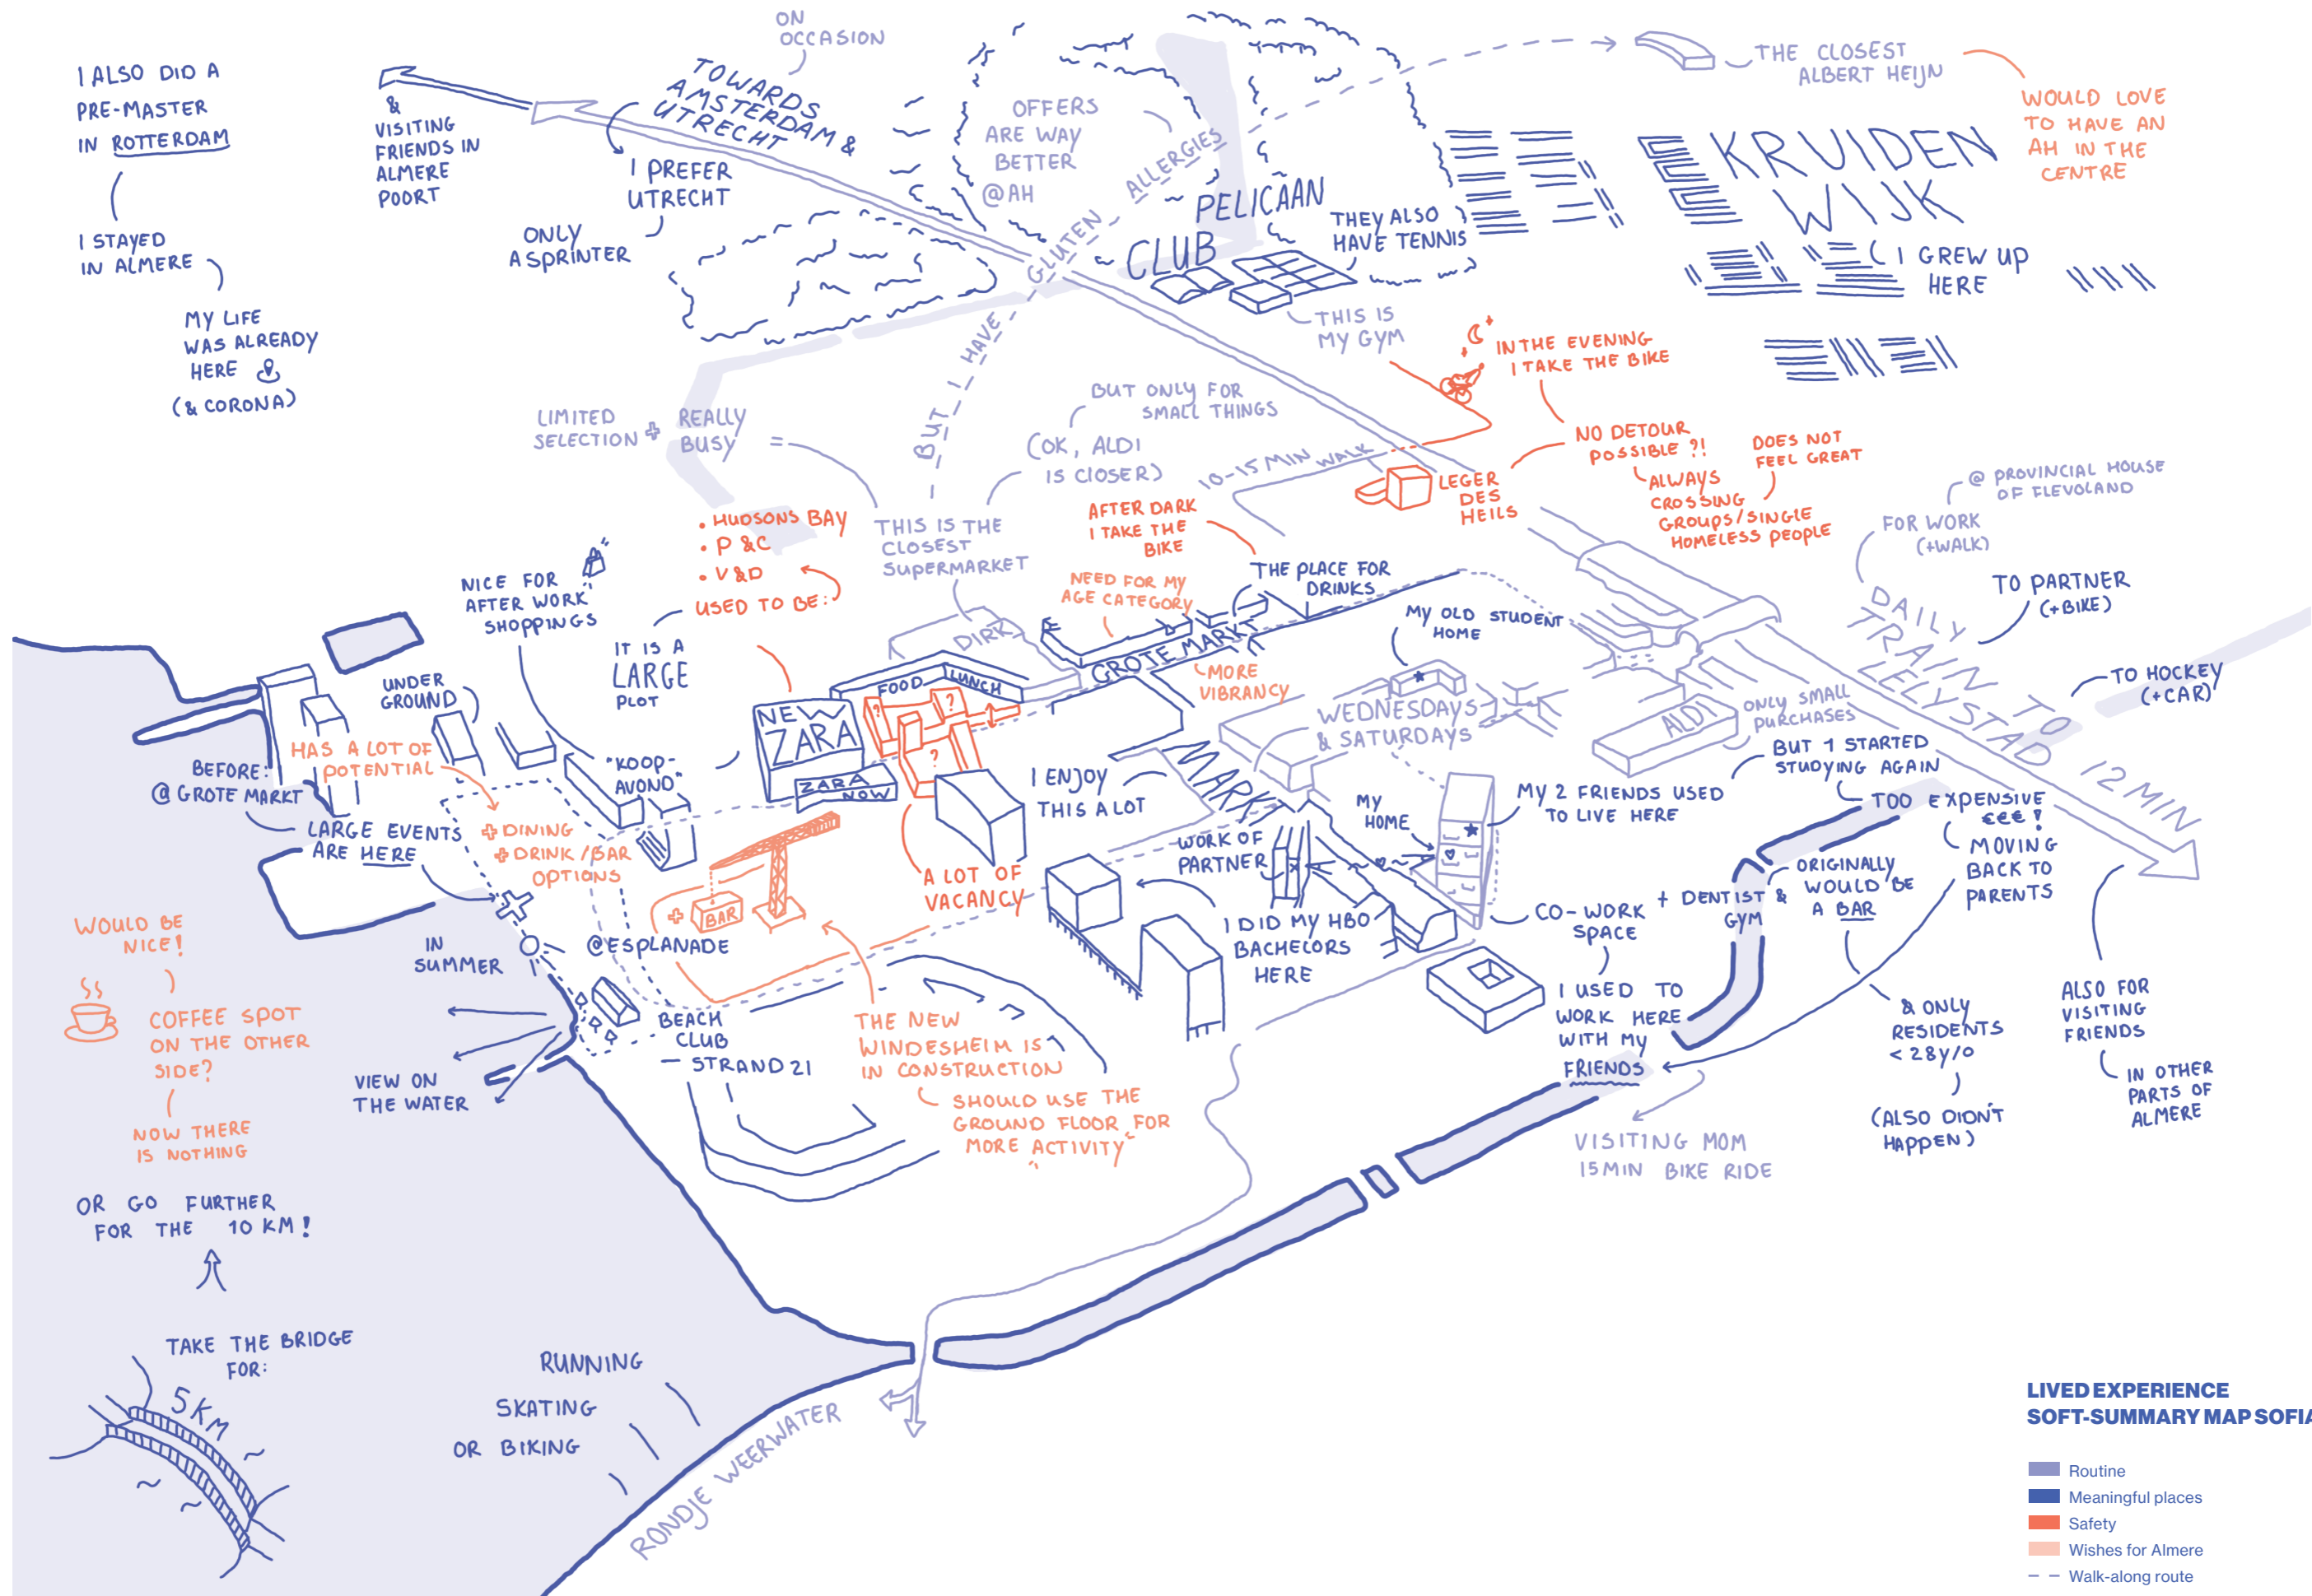 I ALSO DID A
PRE-MASTER
IN ROTTERDAM
I STAYED
IN ALMERE
MY LIFE
WAS ALREADY
HERE
(& CORONA)
&
VISITING
FRIENDS IN
ALMERE
POORT
ON
OCCASION
TOWARDS
AMSTERDAM &
UTRECHT
I PREFER
UTRECHT
ONLY
A SPRINTER
OFFERS
ARE WAY
BETTER
@AH
BUT I HAVE GLUTEN ALLERGIES
THE CLOSEST
ALBERT HEIJN
WOULD LOVE
TO HAVE AN
AH IN THE
CENTRE
KRUIDEN
WIJK
I GREW UP
HERE
PELICAAN
CLUB
THEY ALSO
HAVE TENNIS
THIS IS
MY GYM
IN THE EVENING
I TAKE THE BIKE
NO DETOUR
POSSIBLE ?!
ALWAYS
CROSSING
GROUPS/SINGLE
HOMELESS PEOPLE
DOES NOT
FEEL GREAT
LEGER
DES
HEILS
10-15 MIN WALK
LIMITED
SELECTION
+ REALLY
BUSY
=
BUT ONLY FOR
SMALL THINGS
(OK, ALDI
IS CLOSER)
THIS IS THE
CLOSEST
SUPERMARKET
DIRK
AFTER DARK
I TAKE THE
BIKE
NEED FOR MY
AGE CATEGORY
THE PLACE FOR
DRINKS
GROTE MARKT
MORE
VIBRANCY
MY OLD STUDENT
HOME
@ PROVINCIAL HOUSE
OF FLEVOLAND
FOR WORK
(+WALK)
TO PARTNER
(+BIKE)
TO HOCKEY
(+CAR)
DAILY
TRAIN TO
LELYSTAD 12 MIN
• HUDSONS BAY
• P&C
• V&D
USED TO BE:
IT IS A
LARGE
PLOT
NICE FOR
AFTER WORK
SHOPPINGS
"KOOP-
AVOND"
UNDER
GROUND
NEW
ZARA
ZARA
NOW
FOOD
LUNCH
?
?
?
A LOT OF
VACANCY
HAS A LOT OF
POTENTIAL
BEFORE:
@ GROTE MARKT
LARGE EVENTS
ARE HERE
+ DINING
+ DRINK/BAR
OPTIONS
+ BAR
@ESPLANADE
IN
SUMMER
BEACH
CLUB
STRAND 21
VIEW ON
THE WATER
THE NEW
WINDESHEIM IS
IN CONSTRUCTION
SHOULD USE THE
GROUND FLOOR FOR
MORE ACTIVITY
I ENJOY
THIS A LOT
MARKT
WEDNESDAYS
& SATURDAYS
ALDI
ONLY SMALL
PURCHASES
WORK OF
PARTNER
MY
HOME
MY 2 FRIENDS USED
TO LIVE HERE
BUT I STARTED
STUDYING AGAIN
TOO EXPENSIVE
€€€!
MOVING
BACK TO
PARENTS
I DID MY HBO
BACHELORS
HERE
CO-WORK
SPACE
+ DENTIST &
GYM
ORIGINALLY
WOULD BE
A BAR
& ONLY
RESIDENTS
<28Y/O
(ALSO DIDN'T
HAPPEN)
I USED TO
WORK HERE
WITH MY
FRIENDS
VISITING MOM
15MIN BIKE RIDE
ALSO FOR
VISITING
FRIENDS
IN OTHER
PARTS OF
ALMERE
WOULD BE
NICE!
COFFEE SPOT
ON THE OTHER
SIDE?
NOW THERE
IS NOTHING
OR GO FURTHER
FOR THE 10 KM!
TAKE THE BRIDGE
FOR:
5KM
RUNNING
SKATING
OR BIKING
RONDJE WEERWATER
LIVED EXPERIENCE
SOFT-SUMMARY MAP SOFIA
Routine
Meaningful places
Safety
Wishes for Almere
Walk-along route